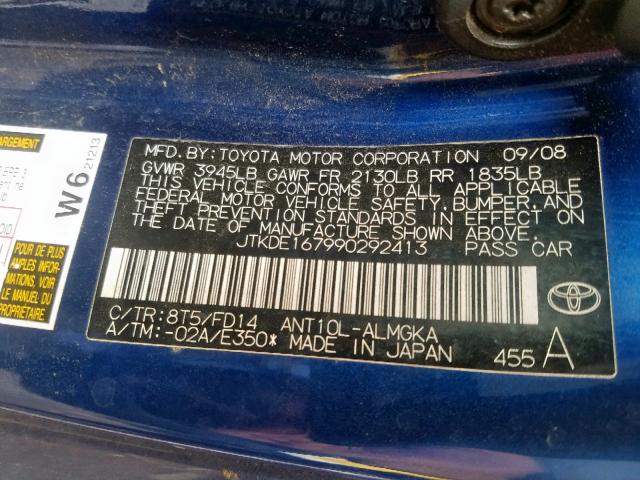 ARGEMENT
W6
21213
POUR DE PLUS
AMPLES INFOR-
MATIONS, VOIR
LE MANUEL DU
MFD.BY:TOYOTA MOTOR CORPORATION 09/08
GVWR 3945LB GAWR FR 2130LB RR 1835LB
THIS VEHICLE CONFORMS TO ALL APPLICABLE
FEDERAL MOTOR VEHICLE SAFETY,BUMPER,AND
THEFT PREVENTION STANDARDS IN EFFECT ON
THE DATE OF MANUFACTURE SHOWN ABOVE.
JTKDE167990292413 PASS CAR
C/TR:8T5/FD14 ANT10L-ALMGKA
A/TM:-02A/E350* MADE IN JAPAN
455 A